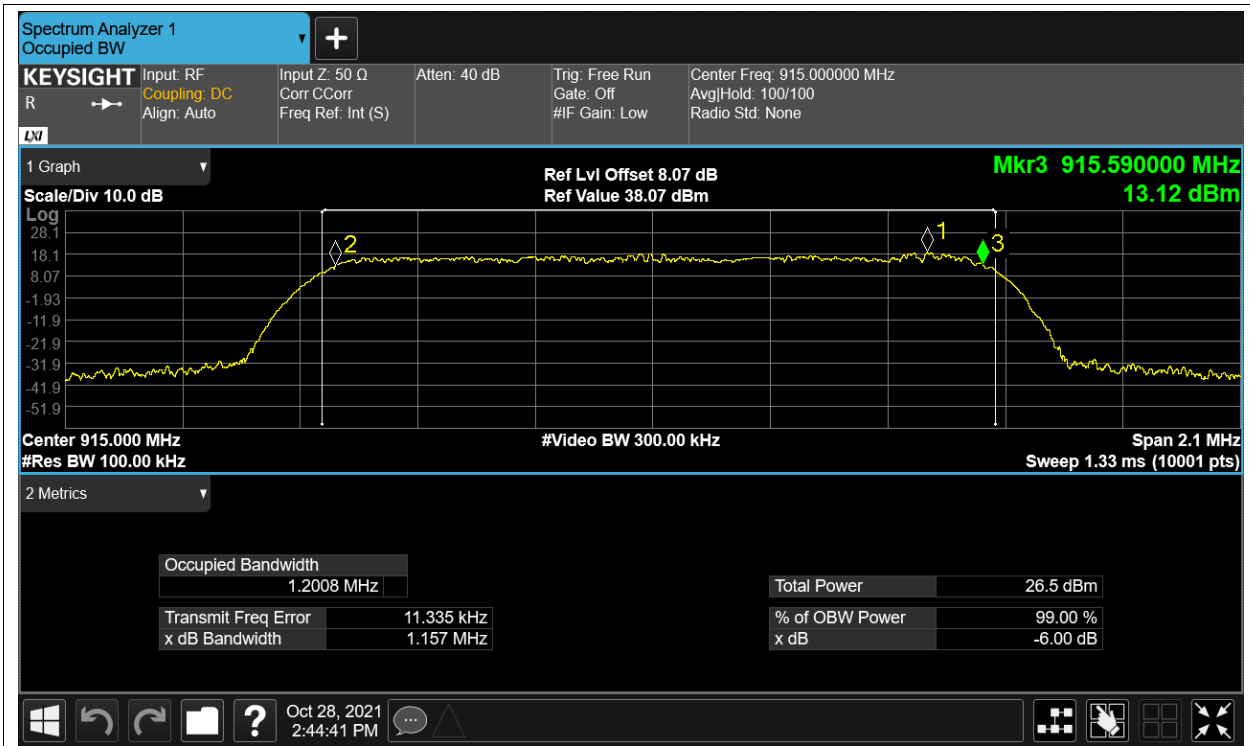 Spectrum Analyzer 1
Occupied BW
KEYSIGHT
R
LXI
Input: RF
Coupling: DC
Align: Auto
Input Z: 50 Ω
Corr CCorr
Freq Ref: Int (S)
Atten: 40 dB
Trig: Free Run
Gate: Off
#IF Gain: Low
Center Freq: 915.000000 MHz
Avg|Hold: 100/100
Radio Std: None
1 Graph
Scale/Div 10.0 dB
Ref Lvl Offset 8.07 dB
Ref Value 38.07 dBm
Mkr3 915.590000 MHz
13.12 dBm
Log
28.1
18.1
8.07
-1.93
-11.9
-21.9
-31.9
-41.9
-51.9
2
1
3
Center 915.000 MHz
#Res BW 100.00 kHz
#Video BW 300.00 kHz
Span 2.1 MHz
Sweep 1.33 ms (10001 pts)
2 Metrics
Occupied Bandwidth
1.2008 MHz
Total Power 26.5 dBm
Transmit Freq Error 11.335 kHz
% of OBW Power 99.00 %
x dB Bandwidth 1.157 MHz
x dB -6.00 dB
?
Oct 28, 2021
2:44:41 PM